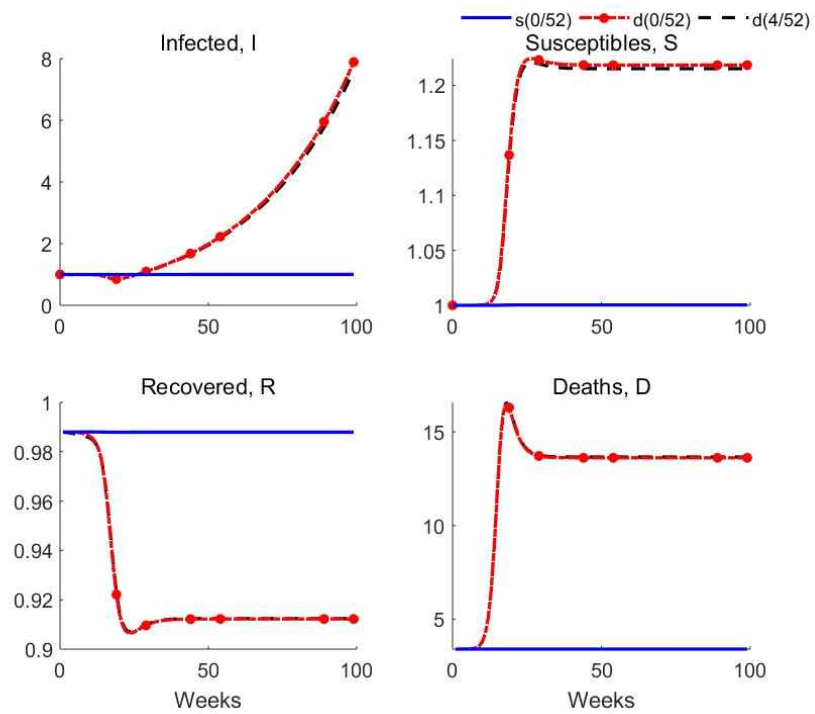 s(0/52) d(0/52) d(4/52)
Infected, I
8
6
4
2
0
0 50 100
Susceptibles, S
1.2
1.15
1.1
1.05
1
0 50 100
Recovered, R
1
0.98
0.96
0.94
0.92
0.9
0 50 100
Weeks
Deaths, D
15
10
5
0 50 100
Weeks